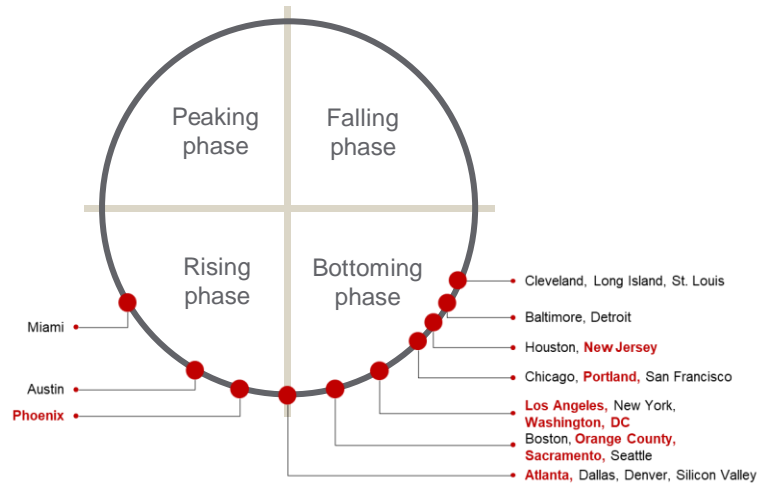 Peaking
phase
Falling
phase
Rising
phase
Bottoming
phase
Cleveland, Long Island, St. Louis
Baltimore, Detroit
Houston, New Jersey
Chicago, Portland, San Francisco
Los Angeles, New York,
Washington, DC
Boston, Orange County,
Sacramento, Seattle
Atlanta, Dallas, Denver, Silicon Valley
Miami
Austin
Phoenix